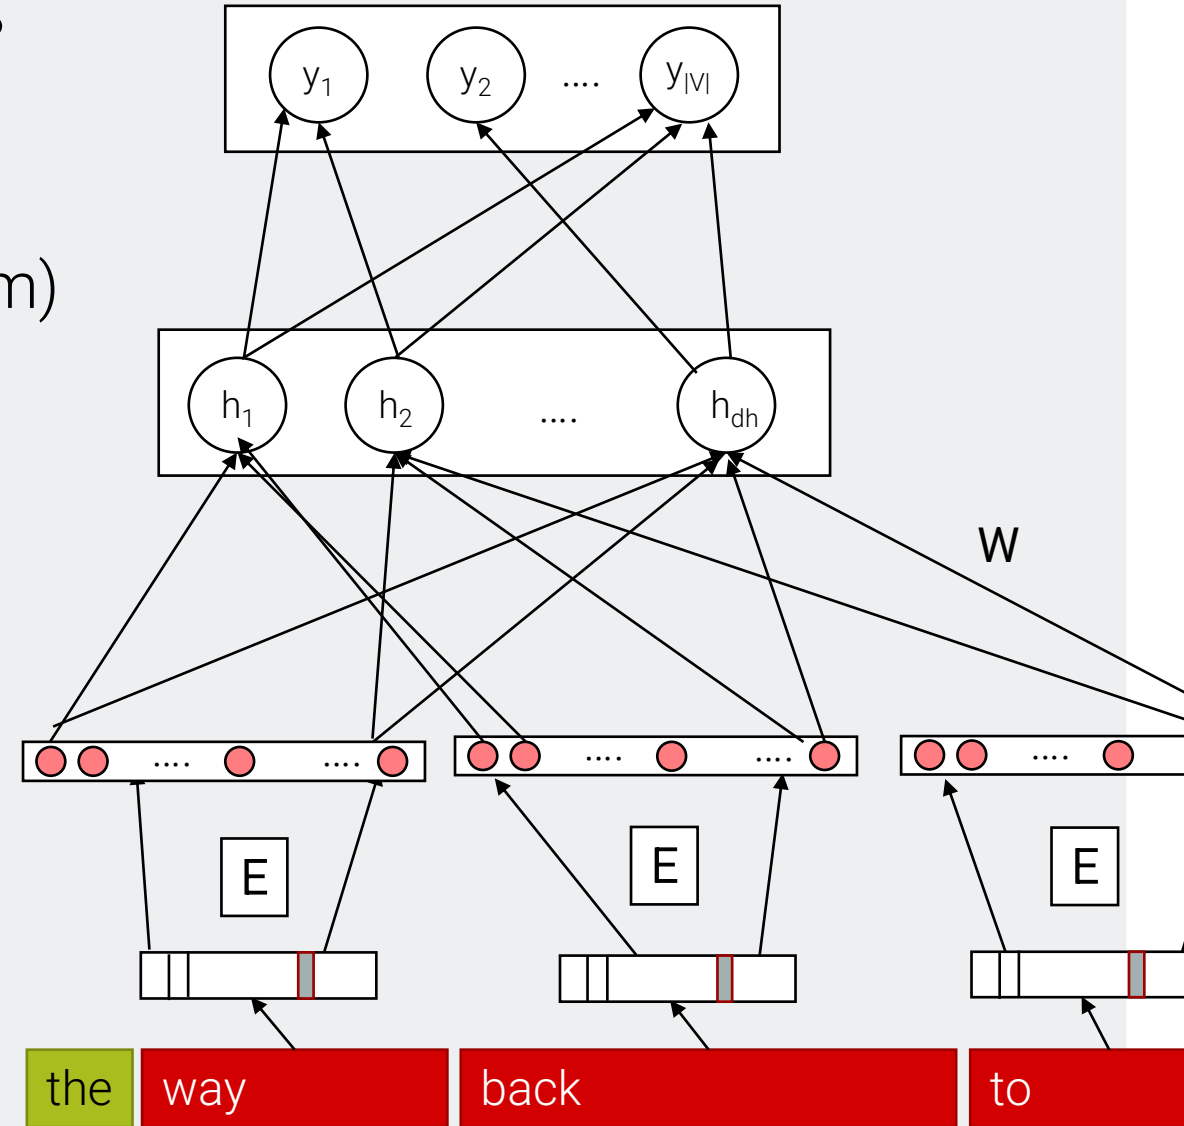 y1 y2 .... y|V|
m)
h1 h2 .... hdh
W
.... .... .... .... ....
E E E
the way back to